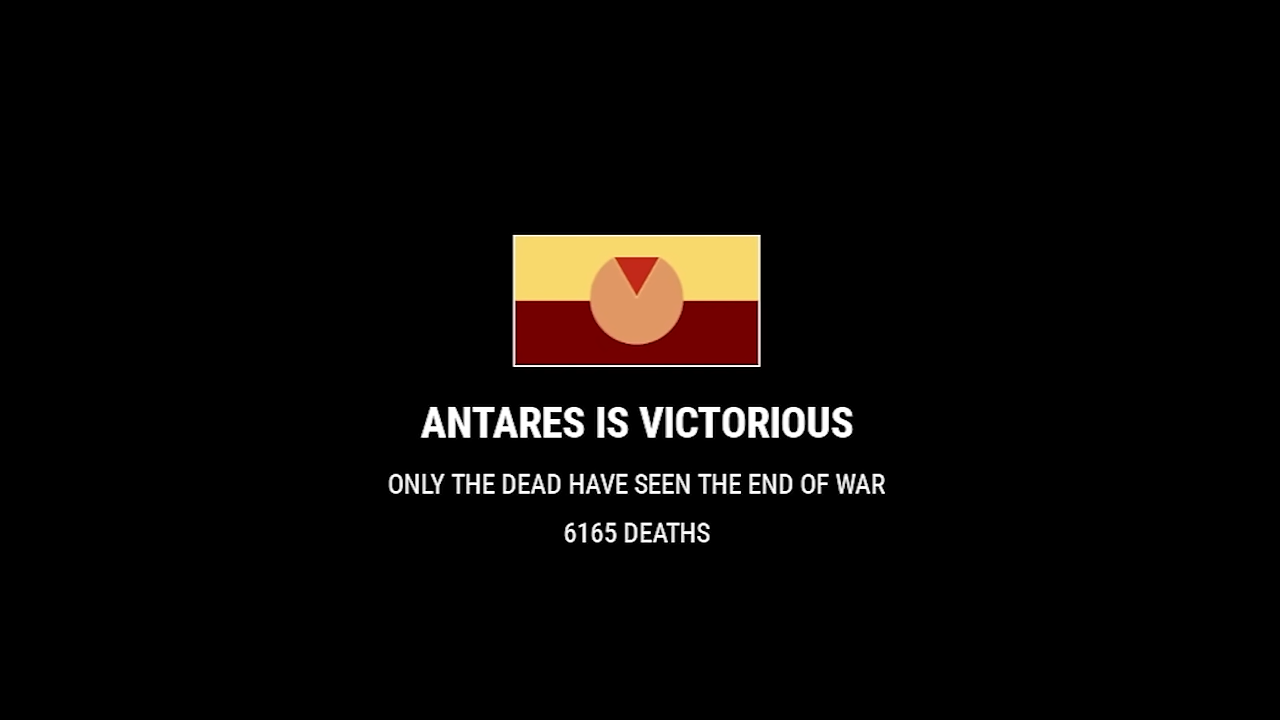 ANTARES IS VICTORIOUS
ONLY THE DEAD HAVE SEEN THE END OF WAR
6165 DEATHS